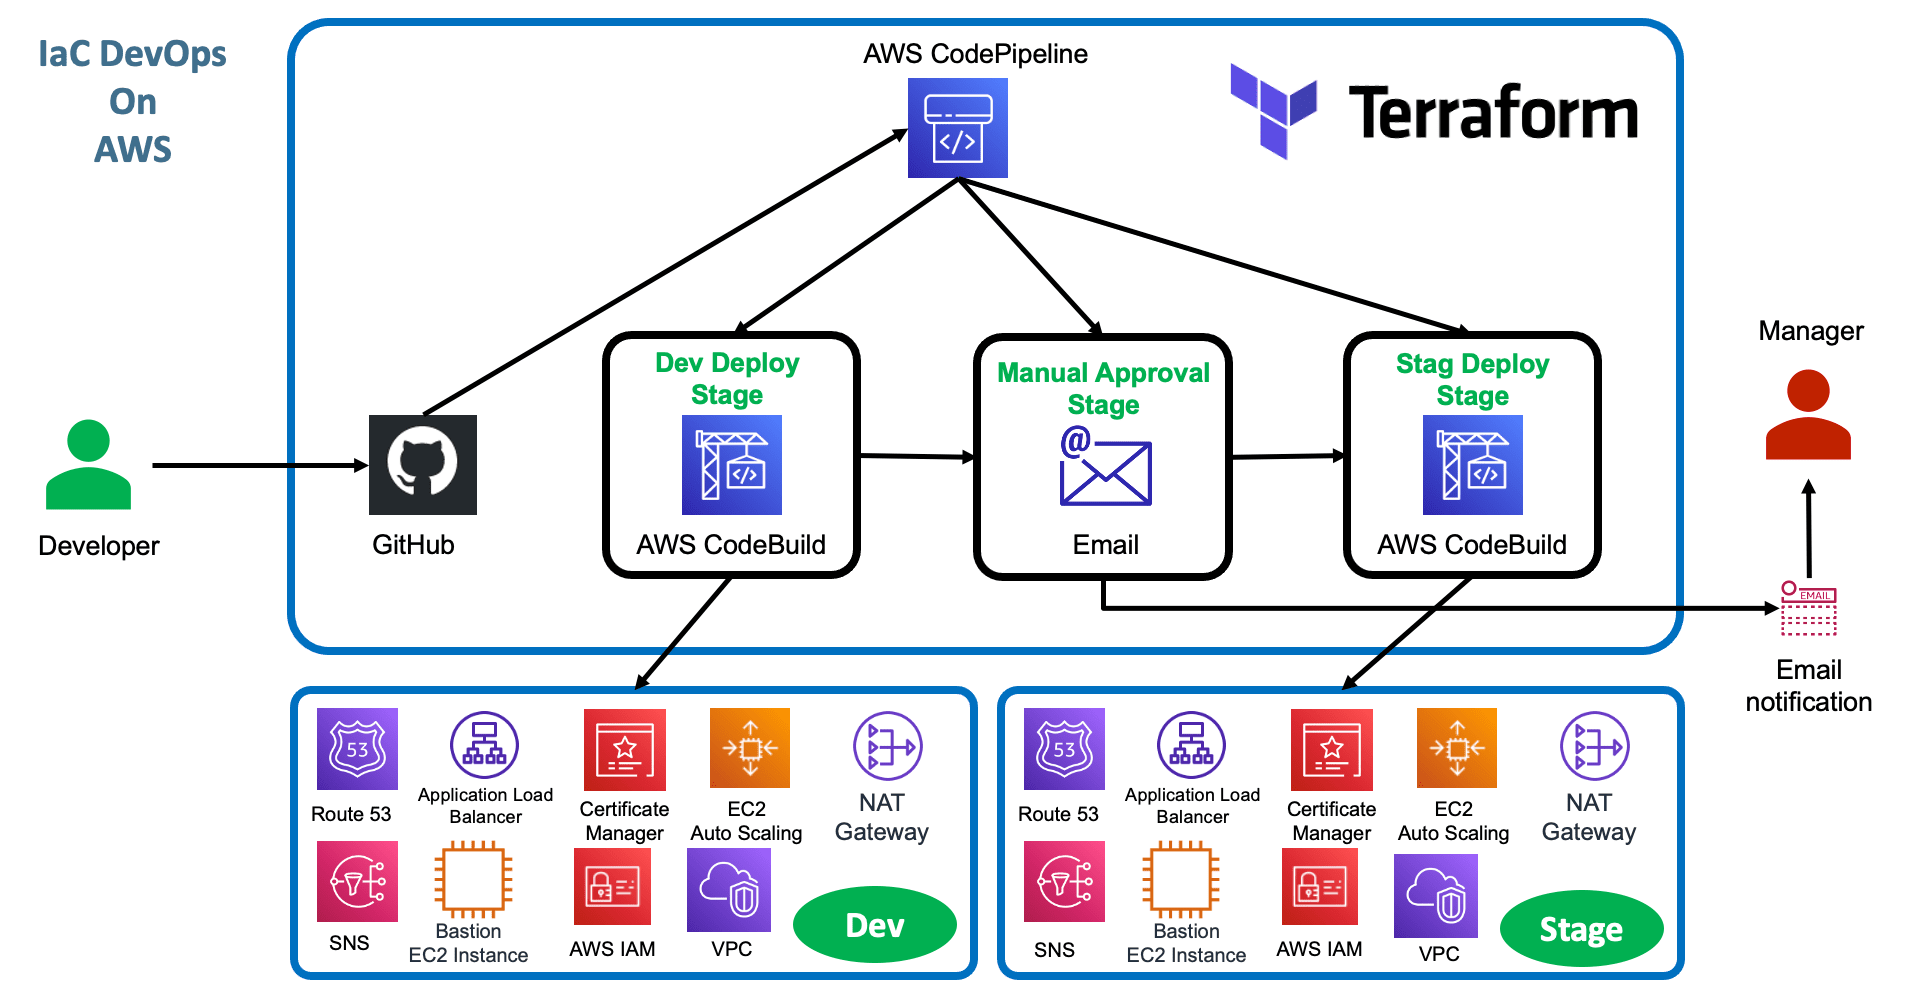 IaC DevOps
On
AWS
AWS CodePipeline
</>
Terraform
Dev Deploy
Stage
</>
AWS CodeBuild
Manual Approval
Stage
@
Email
Stag Deploy
Stage
</>
AWS CodeBuild
Developer
GitHub
Manager
EMAIL
Email
notification
53
Route 53
Application Load
Balancer
Certificate
Manager
EC2
Auto Scaling
NAT
Gateway
SNS
Bastion
EC2 Instance
AWS IAM
VPC
Dev
53
Route 53
Application Load
Balancer
Certificate
Manager
EC2
Auto Scaling
NAT
Gateway
SNS
Bastion
EC2 Instance
AWS IAM
VPC
Stage